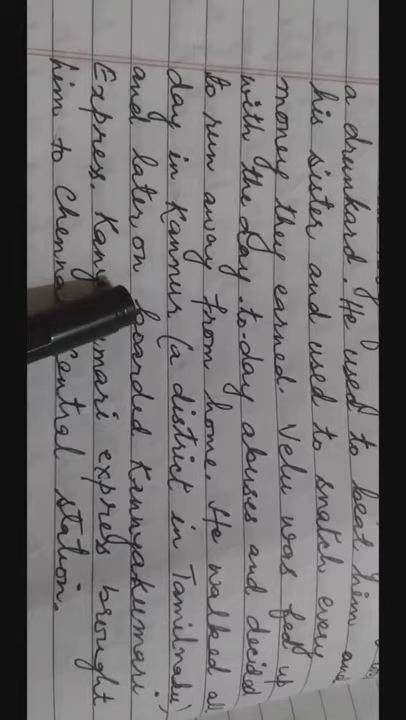 a drunkard. He used to beat him and
his sister and used to snatch every
money they earned. Velu was fed up
with the day-to-day abuses and decided
to run away from home. He walked all
day in Kannur (a district in Tamilnadu)
and later on boarded Kannyakumari
Express. express brought
him to Chennai Central station.